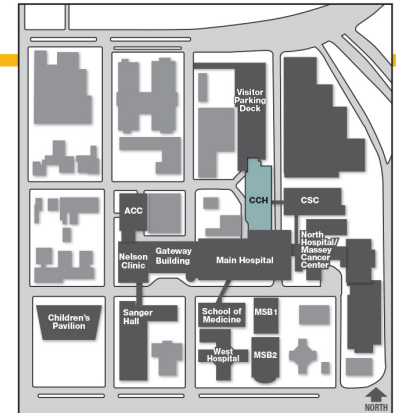 Visitor
Parking
Deck
CCH
CSC
ACC
North
Hospital/
Massey
Cancer
Center
Nelson
Clinic
Gateway
Building
Main Hospital
Children's
Pavilion
Sanger
Hall
School of
Medicine
MSB1
West
Hospital
MSB2
NORTH